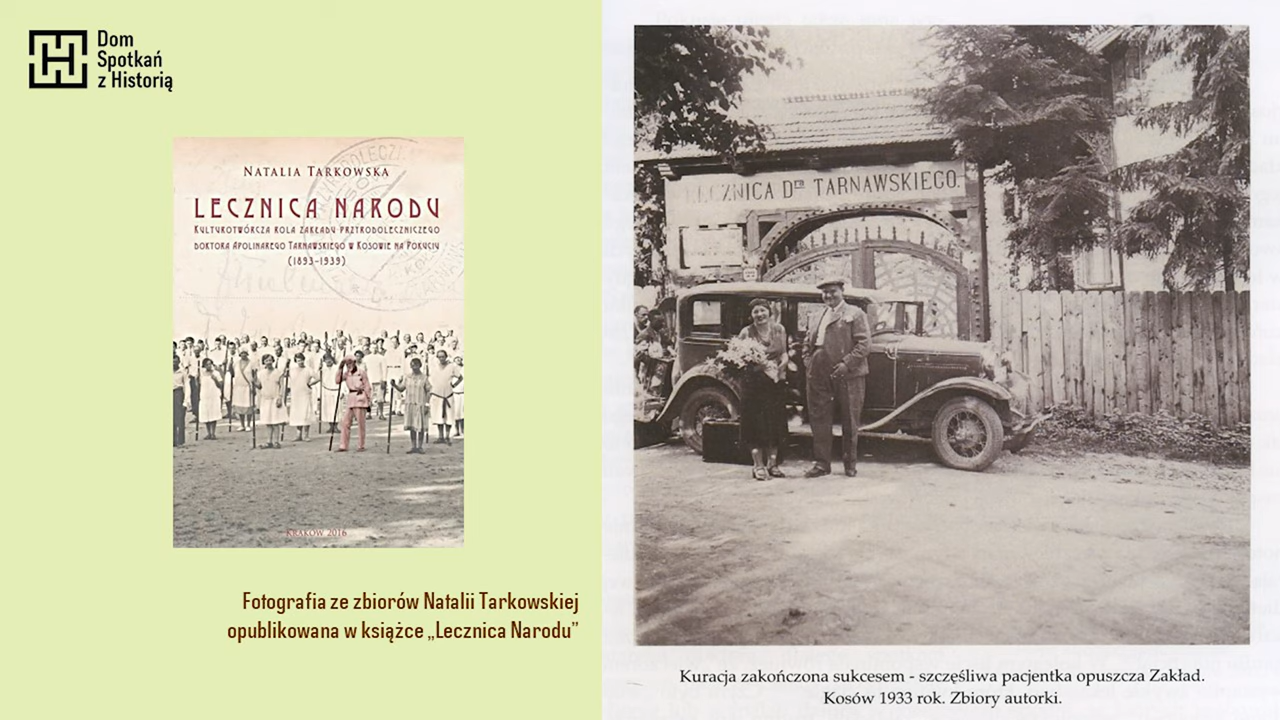 Dom
Spotkań
z Historią
NATALIA TARKOWSKA
LECZNICA NARODU
KULTUROTWÓRCZA ROLA ZAKŁADU PRZYRODOLECZNICZEGO
DOKTORA APOLINAREGO TARNAWSKIEGO W KOSOWIE NA POKUCIU
(1893-1939)
KRAKÓW 2016
Fotografia ze zbiorów Natalii Tarkowskiej
opublikowana w książce „Lecznica Narodu”
LECZNICA DRA TARNAWSKIEGO.
Kuracja zakończona sukcesem - szczęśliwa pacjentka opuszcza Zakład.
Kosów 1933 rok. Zbiory autorki.